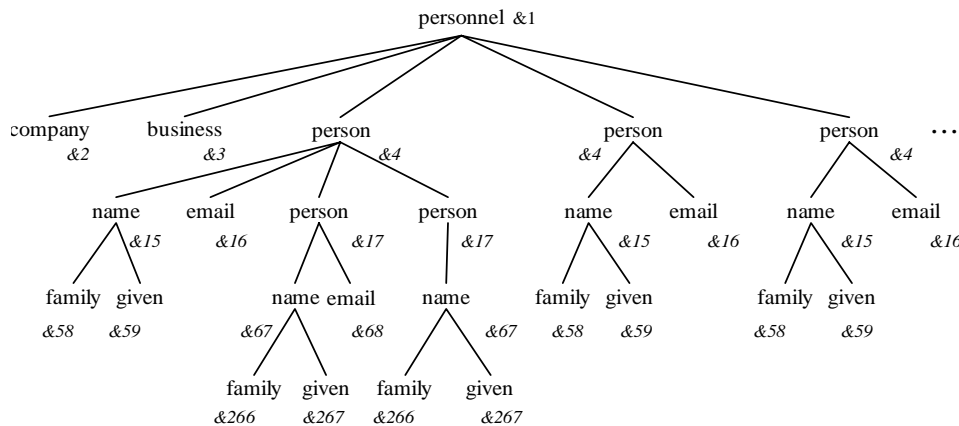 personnel &1
company business person person person ...
&2 &3 &4 &4 &4
name email person person name email name email
&15 &16 &17 &17 &15 &16 &15 &16
family given name email name family given family given
&58 &59 &67 &68 &67 &58 &59 &58 &59
family given family given
&266 &267 &266 &267